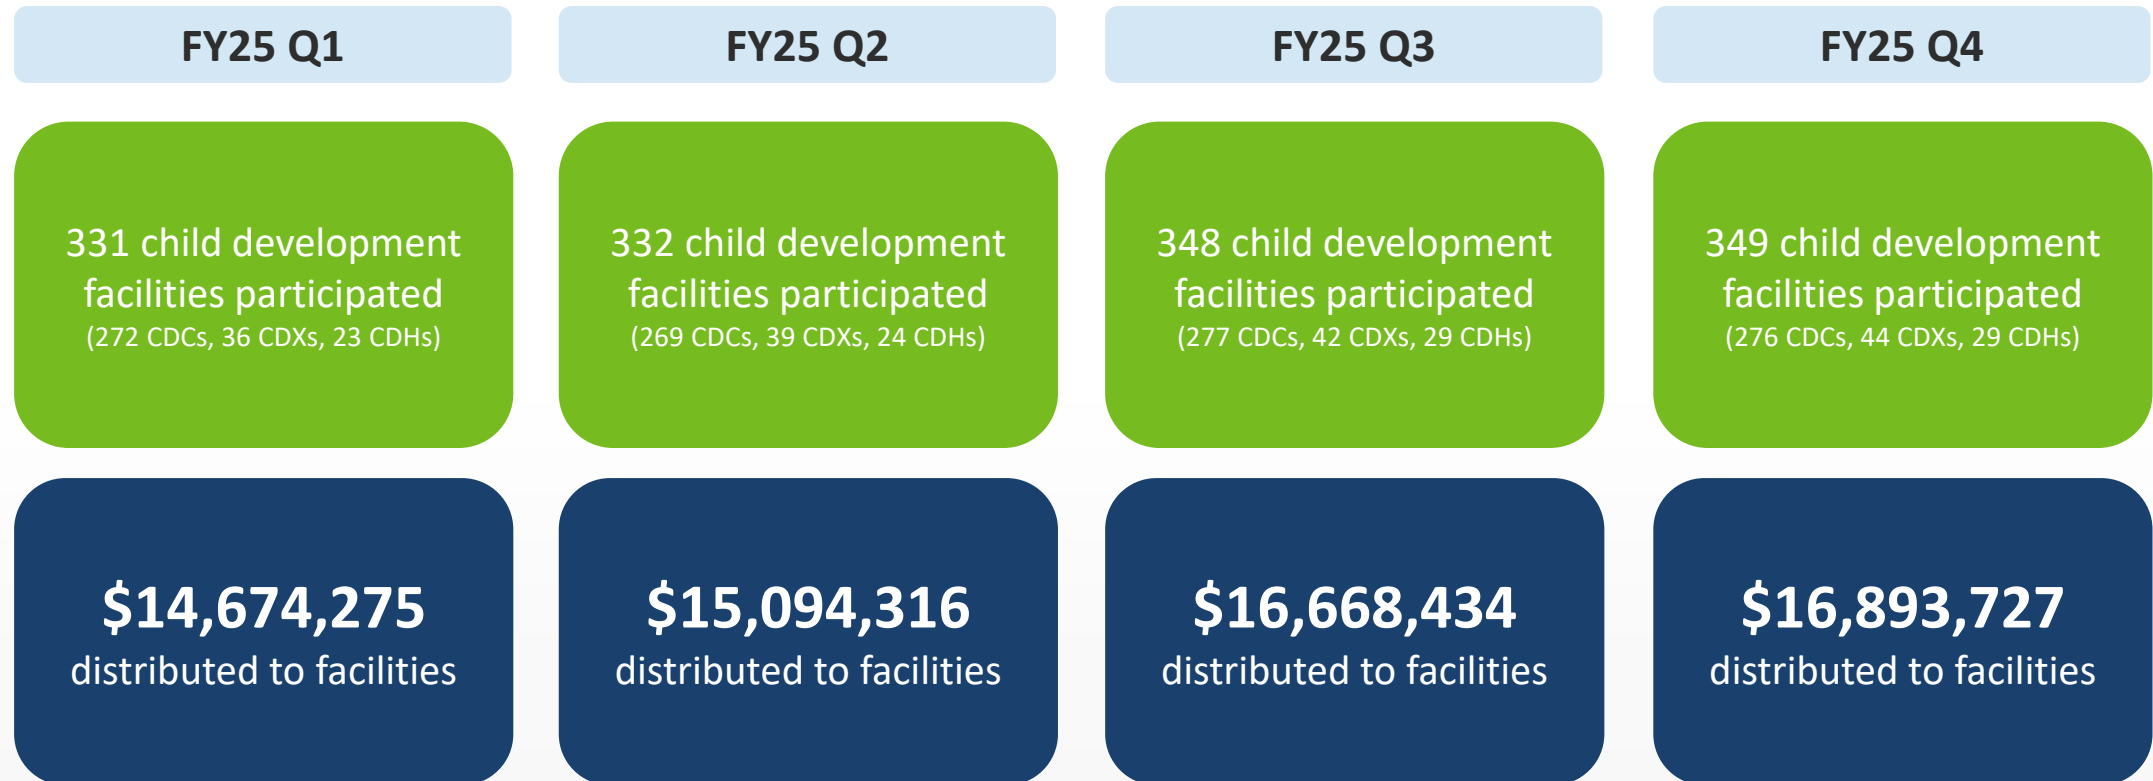 FY25 Q1
FY25 Q2
FY25 Q3
FY25 Q4
331 child development
facilities participated
(272 CDCs, 36 CDXs, 23 CDHs)
332 child development
facilities participated
(269 CDCs, 39 CDXs, 24 CDHs)
348 child development
facilities participated
(277 CDCs, 42 CDXs, 29 CDHs)
349 child development
facilities participated
(276 CDCs, 44 CDXs, 29 CDHs)
$14,674,275
distributed to facilities
$15,094,316
distributed to facilities
$16,668,434
distributed to facilities
$16,893,727
distributed to facilities